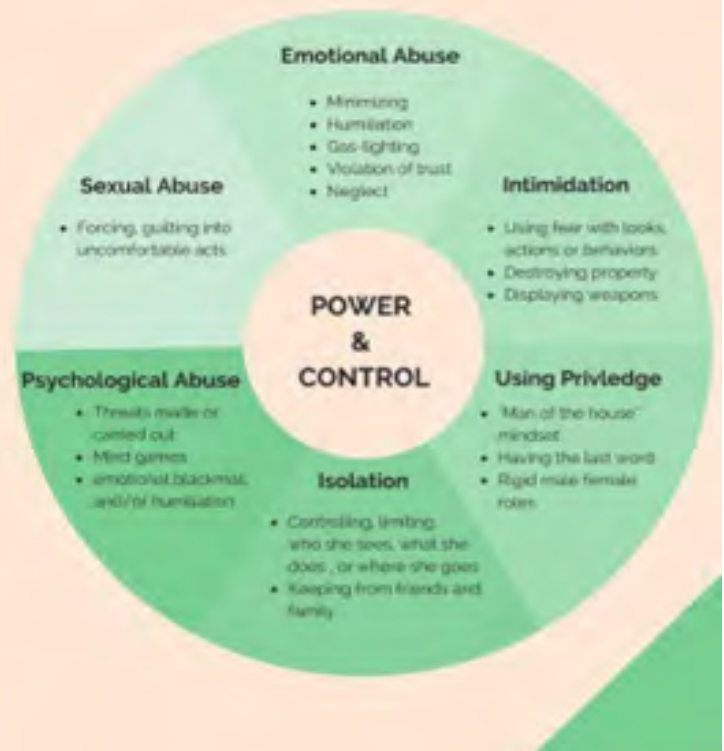 Emotional Abuse
• Minimizing
• Humiliation
• Gas-lighting
• Violation of trust
• Neglect
Intimidation
• Using fear with looks,
actions or behaviors
• Destroying property
• Displaying weapons
Using Privledge
• "Man of the house"
mindset
• Having the last word
• Rigid male female
roles
Isolation
• Controlling, limiting
who she sees, what she
does , or where she goes
• Keeping from friends and
family
Psychological Abuse
• Threats made or
carried out
• Mind games
• emotional blackmail,
and/or humiliation
Sexual Abuse
• Forcing, guilting into
uncomfortable acts
POWER
&
CONTROL